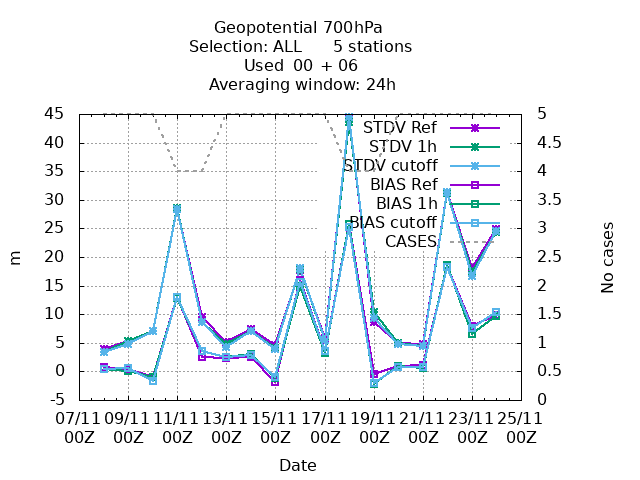 Geopotential 700hPa
Selection: ALL 5 stations
Used 00 + 06
Averaging window: 24h
45 5
40 4.5
35 4
30 3.5
25 3
20 2.5
15 2
10 1.5
5 1
0 0.5
-5 0
m
No cases
STDV Ref
STDV 1h
STDV cutoff
BIAS Ref
BIAS 1h
BIAS cutoff
CASES
07/11 09/11 11/11 13/11 15/11 17/11 19/11 21/11 23/11 25/11
00Z 00Z 00Z 00Z 00Z 00Z 00Z 00Z 00Z 00Z
Date